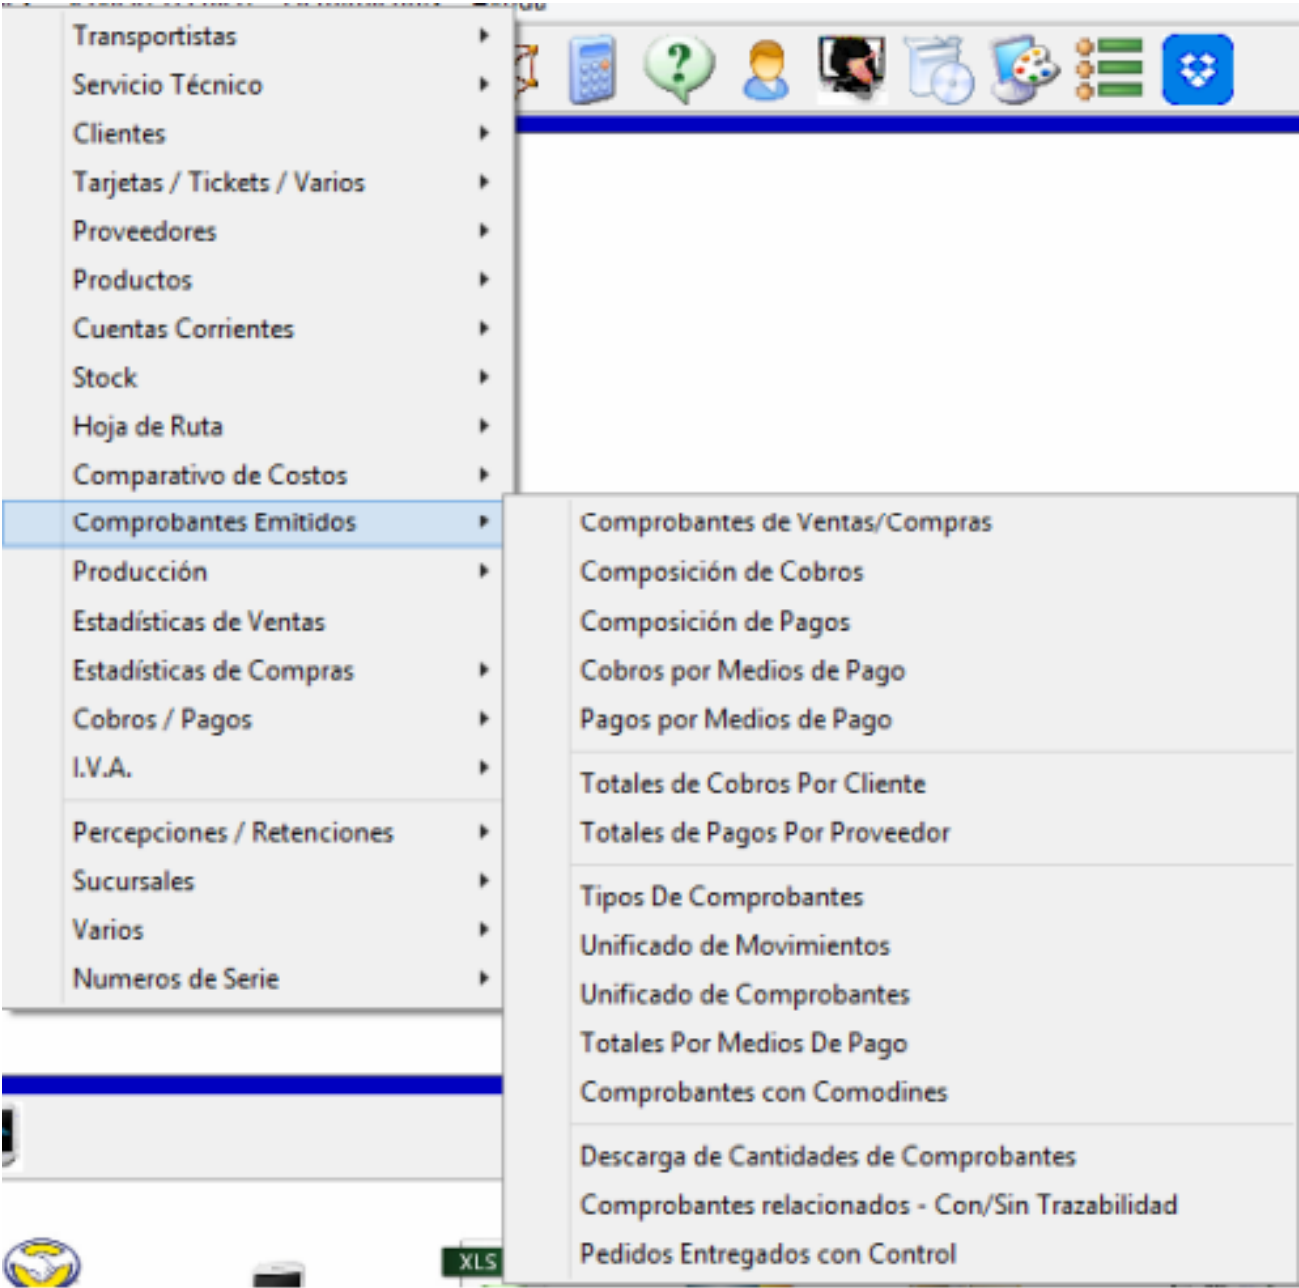 Transportistas
Servicio Técnico
Clientes
Tarjetas / Tickets / Varios
Proveedores
Productos
Cuentas Corrientes
Stock
Hoja de Ruta
Comparativo de Costos
Comprobantes Emitidos
Producción
Estadísticas de Ventas
Estadísticas de Compras
Cobros / Pagos
I.V.A.
Percepciones / Retenciones
Sucursales
Varios
Numeros de Serie
Comprobantes de Ventas/Compras
Composición de Cobros
Composición de Pagos
Cobros por Medios de Pago
Pagos por Medios de Pago
Totales de Cobros Por Cliente
Totales de Pagos Por Proveedor
Tipos De Comprobantes
Unificado de Movimientos
Unificado de Comprobantes
Totales Por Medios De Pago
Comprobantes con Comodines
Descarga de Cantidades de Comprobantes
Comprobantes relacionados - Con/Sin Trazabilidad
Pedidos Entregados con Control
XLS